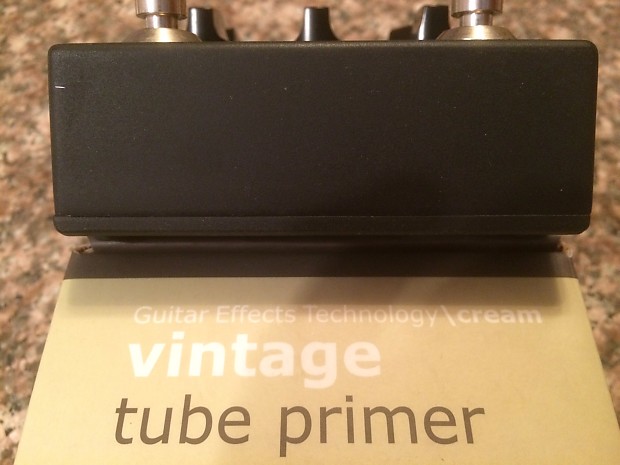 Guitar Effects Technology\cream
vintage
tube primer